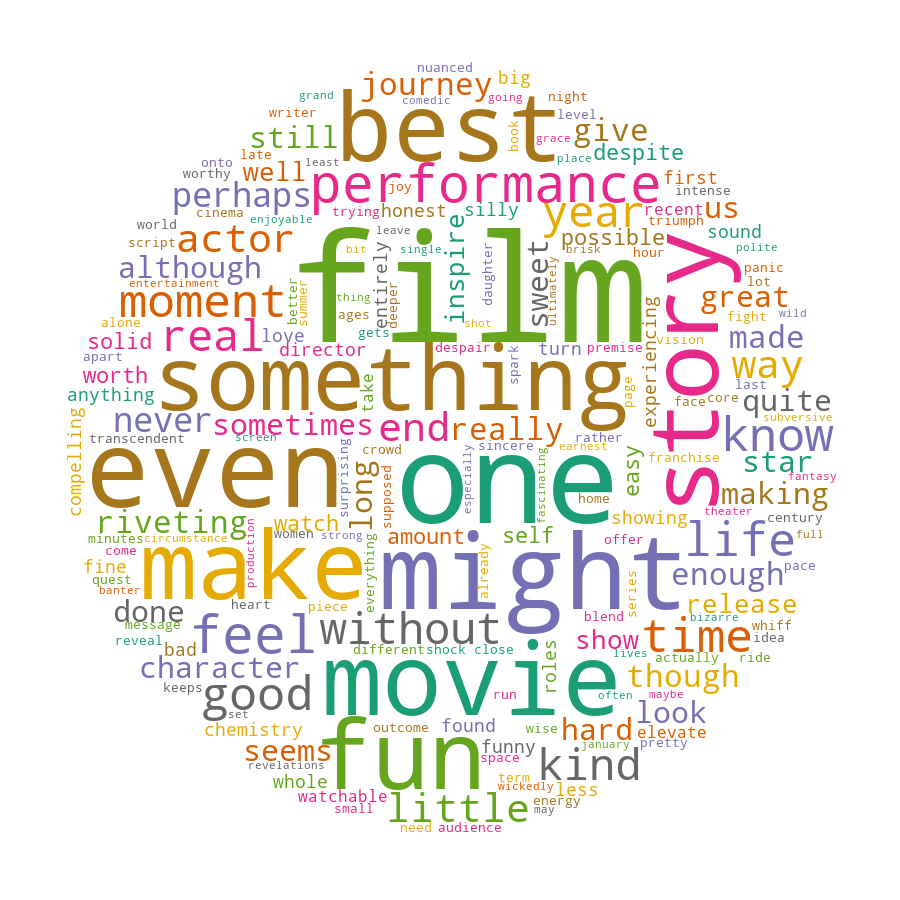 nuanced
journey
big
grand
comedic
going
night
writer
best
book
level
still
grace
give
late
place
despite
onto
least
worthy
well
performance
first
perhaps
joy
intense
cinema
trying
honest
silly
year
recent
us
enjoyable
triumph
world
leave
inspire
possible
sound
script
actor
film
bit
single
daughter
sweet
brisk
hour
story
polite
although
entirely
deeper
ultimately
panic
entertainment
better
summer
thing
lot
moment
ages
great
alone
shot
fight
wild
real
love
gets
experiencing
vision
made
solid
director
despair
turn
premise
apart
something
spark
way
worth
take
page
last
anything
face
core
quite
never
sometimes
end
really
subversive
know
transcendent
screen
rather
compelling
surprising
crowd
sincere
earnest
easy
star
even
long
supposed
especially
one
fascinating
franchise
fantasy
home
making
riveting
watch
showing
theater
century
minutes
circumstance
women
strong
amount
self
offer
life
full
come
production
everything
make
might
already
series
enough
pace
fine
quest
banter
heart
piece
release
done
blend
bizarre
message
feel
without
show
time
whiff
idea
reveal
bad
different
shock
close
roles
lives
actually
ride
character
movie
though
keeps
good
run
often
maybe
set
look
chemistry
outcome
found
wise
hard
elevate
seems
fun
funny
january
pretty
revelations
space
kind
whole
term
wickedly
less
watchable
little
energy
small
may
need
audience